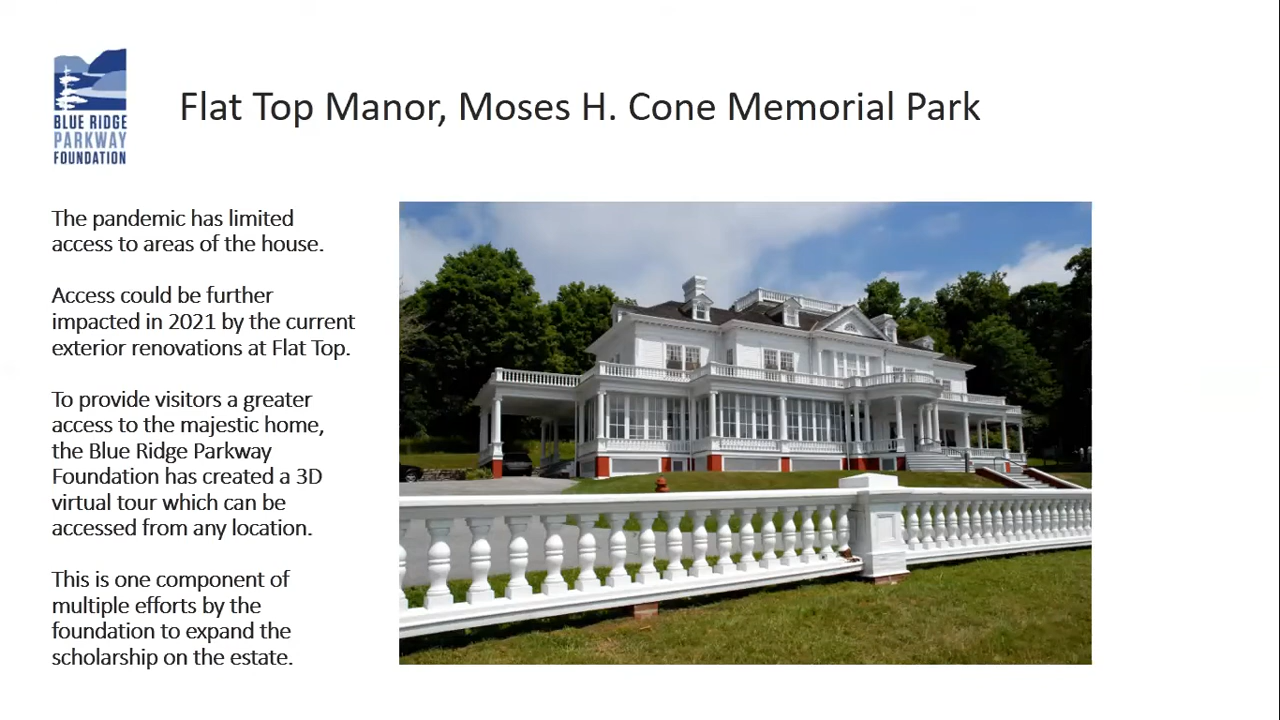 BLUE RIDGE
PARKWAY
FOUNDATION
Flat Top Manor, Moses H. Cone Memorial Park
The pandemic has limited
access to areas of the house.
Access could be further
impacted in 2021 by the current
exterior renovations at Flat Top.
To provide visitors a greater
access to the majestic home,
the Blue Ridge Parkway
Foundation has created a 3D
virtual tour which can be
accessed from any location.
This is one component of
multiple efforts by the
foundation to expand the
scholarship on the estate.